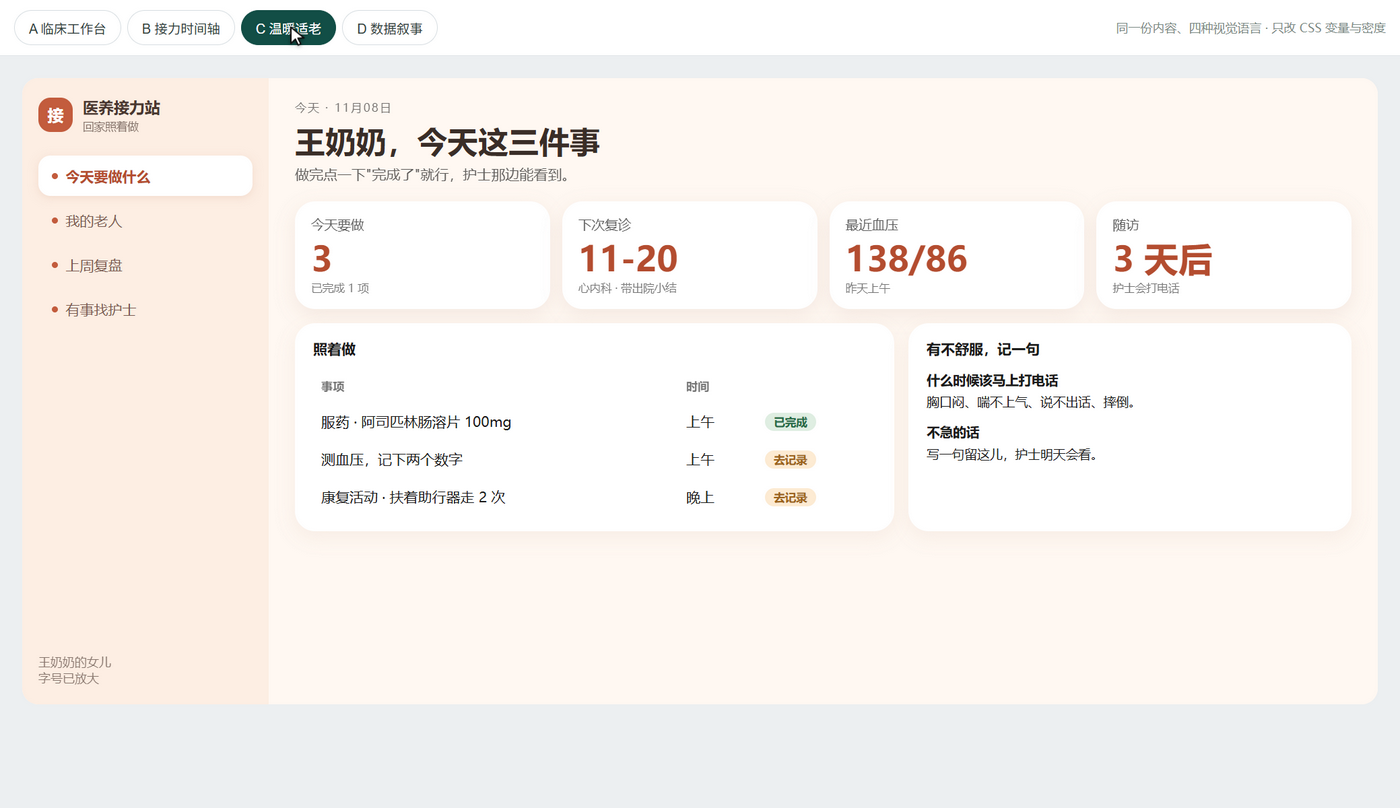 A 临床工作台
B 接力时间轴
C 温暖适老
D 数据叙事
同一份内容、四种视觉语言 · 只改 CSS 变量与密度
接
医养接力站
回家照着做
今天要做什么
我的老人
上周复盘
有事找护士
王奶奶的女儿
字号已放大
今天 · 11月08日
王奶奶，今天这三件事
做完点一下"完成了"就行，护士那边能看到。
今天要做
3
已完成 1 项
下次复诊
11-20
心内科 · 带出院小结
最近血压
138/86
昨天上午
随访
3 天后
护士会打电话
照着做
事项 时间
服药 · 阿司匹林肠溶片 100mg 上午 已完成
测血压，记下两个数字 上午 去记录
康复活动 · 扶着助行器走 2 次 晚上 去记录
有不舒服，记一句
什么时候该马上打电话
胸口闷、喘不上气、说不出话、摔倒。
不急的话
写一句留这儿，护士明天会看。